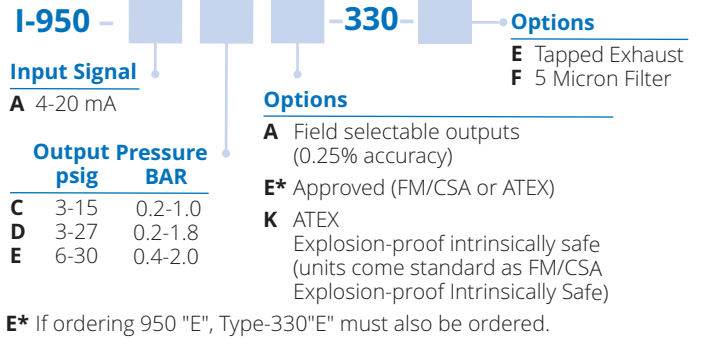 I-950 –
–330–
Options
E Tapped Exhaust
F 5 Micron Filter
Input Signal
A 4-20 mA
Output Pressure
psig BAR
C 3-15 0.2-1.0
D 3-27 0.2-1.8
E 6-30 0.4-2.0
Options
A Field selectable outputs
(0.25% accuracy)
E* Approved (FM/CSA or ATEX)
K ATEX
Explosion-proof intrinsically safe
(units come standard as FM/CSA
Explosion-proof Intrinsically Safe)
E* If ordering 950 "E", Type-330"E" must also be ordered.